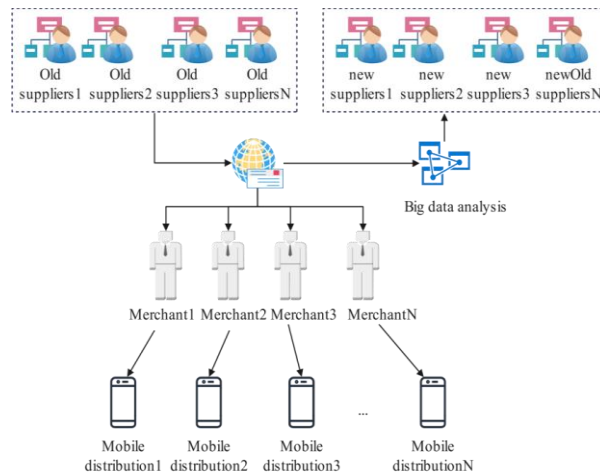 Old Old Old Old
suppliers1 suppliers2 suppliers3 suppliersN
new new new newOld
suppliers1 suppliers2 suppliers3 suppliersN
Big data analysis
Merchant1 Merchant2 Merchant3 MerchantN
...
Mobile Mobile Mobile Mobile
distribution1 distribution2 distribution3 distributionN